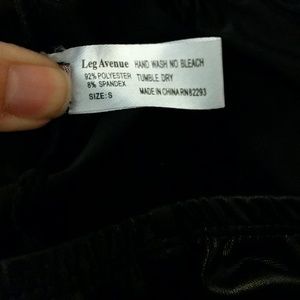 Leg Avenue HAND WASH NO BLEACH
92% POLYESTER TUMBLE DRY
8% SPANDEX
SIZE: S MADE IN CHINA RN82293